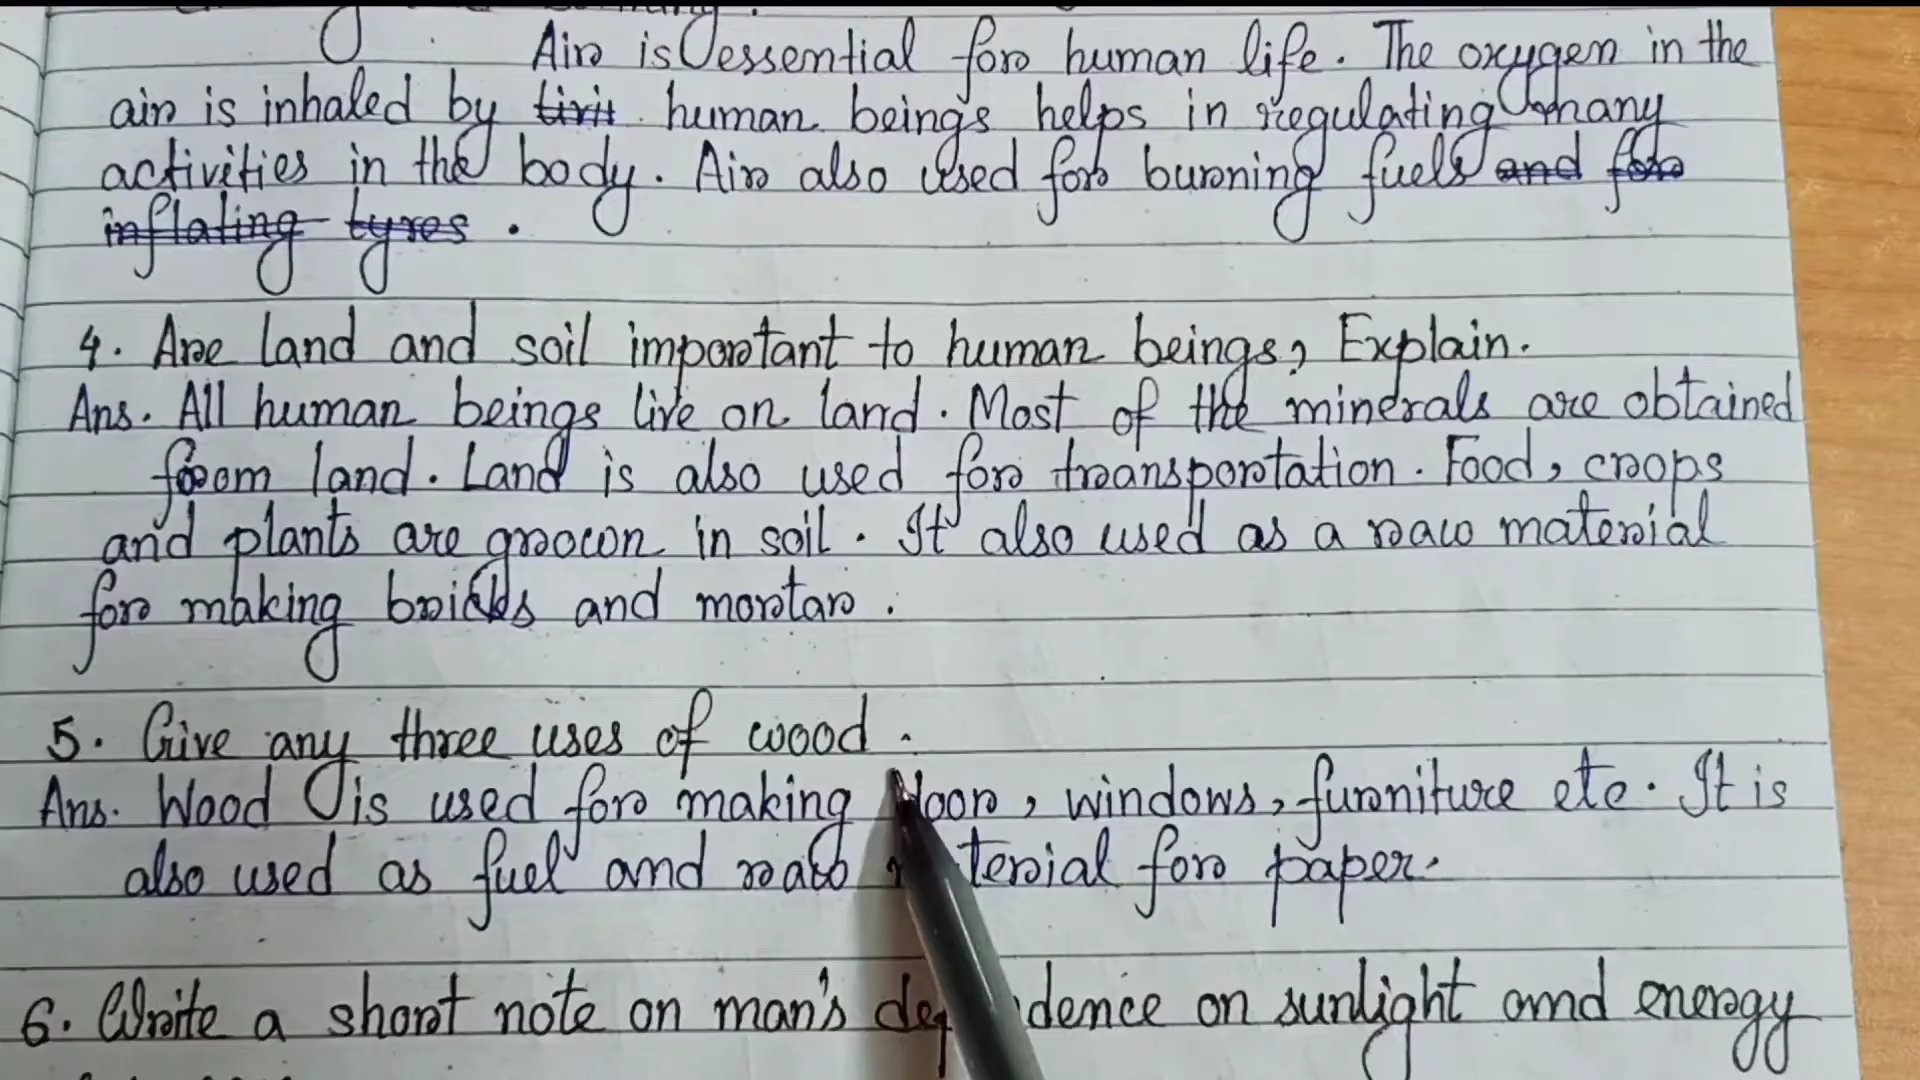 Air is essential for human life. The oxygen in the
air is inhaled by human beings helps in regulating many
activities in the body. Air also used for burning fuels and for
inflating tyres .
4. Are land and soil important to human beings, Explain.
Ans. All human beings live on land. Most of the minerals are obtained
from land. Land is also used for transportation. Food, crops
and plants are grown in soil. It also used as a raw material
for making bricks and mortar.
5. Give any three uses of wood.
Ans. Wood is used for making door, windows, furniture etc. It is
also used as fuel and raw material for paper.
6. Write a short note on man's dependence on sunlight and energy